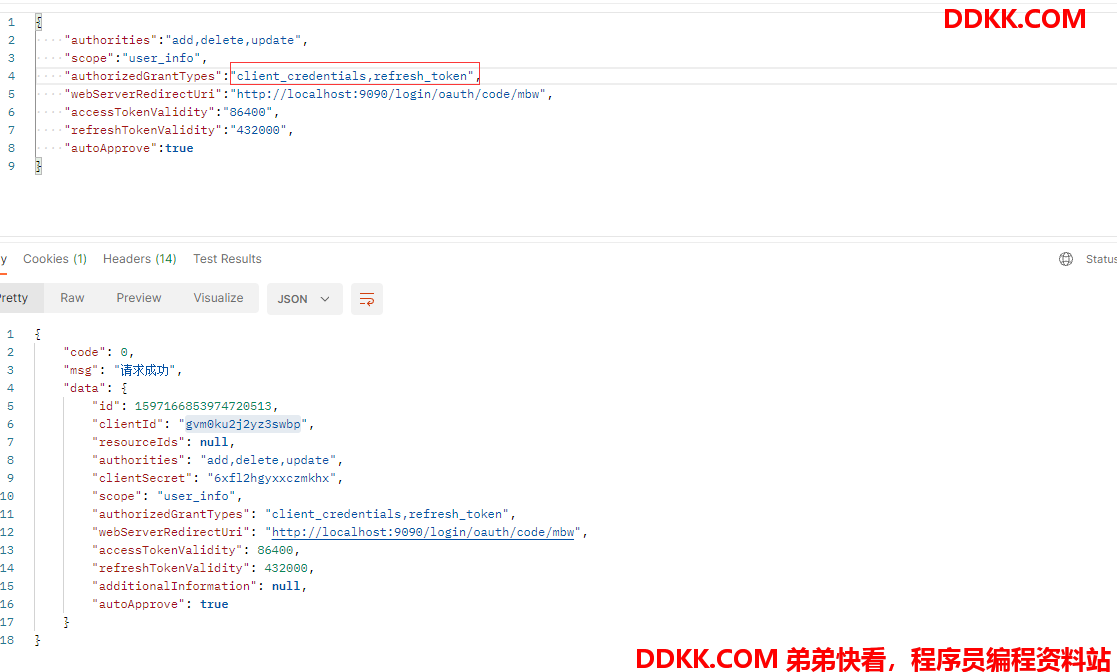 DDKK.COM
1 {
2 "authorities":"add,delete,update",
3 "scope":"user_info",
4 "authorizedGrantTypes":"client_credentials,refresh_token",
5 "webServerRedirectUri":"http://localhost:9090/login/oauth/code/mbw",
6 "accessTokenValidity":"86400",
7 "refreshTokenValidity":"432000",
8 "autoApprove":true
9 }
y Cookies (1) Headers (14) Test Results Status
Pretty Raw Preview Visualize JSON
1 {
2 "code": 0,
3 "msg": "请求成功",
4 "data": {
5 "id": 1597166853974720513,
6 "clientId": "gvm0ku2j2yz3swbp",
7 "resourceIds": null,
8 "authorities": "add,delete,update",
9 "clientSecret": "6xfl2hgyxxczmkhx",
10 "scope": "user_info",
11 "authorizedGrantTypes": "client_credentials,refresh_token",
12 "webServerRedirectUri": "http://localhost:9090/login/oauth/code/mbw",
13 "accessTokenValidity": 86400,
14 "refreshTokenValidity": 432000,
15 "additionalInformation": null,
16 "autoApprove": true
17 }
18 }
DDKK.COM 弟弟快看，程序员编程资料站